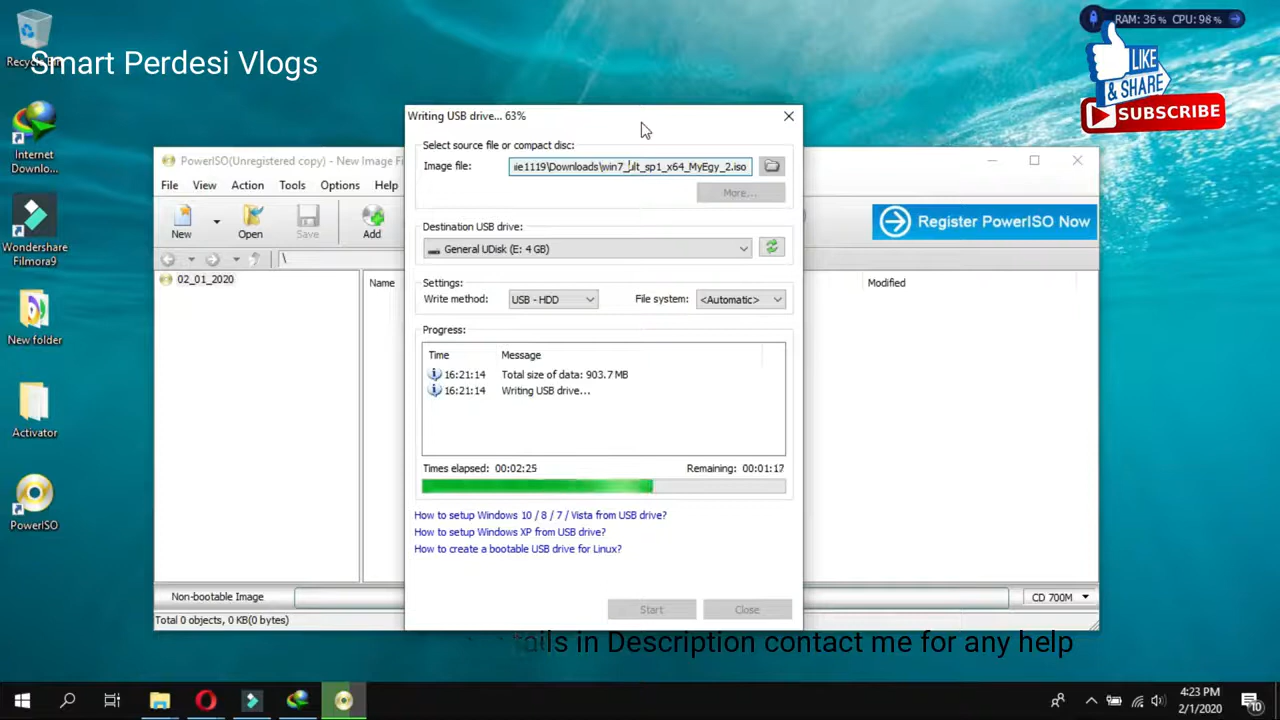 RAM: 36 % CPU: 98 %
Smart Perdesi Vlogs
LIKE
& SHARE
SUBSCRIBE
Internet
Downlo...
Wondershare
Filmora9
New folder
Activator
PowerISO
PowerISO(Unregistered copy) - New Image Fi
File View Action Tools Options Help
New Open Save Add
Register PowerISO Now
\
02_01_2020
Name
Modified
Non-bootable Image
CD 700M
Total 0 objects, 0 KB(0 bytes)
Writing USB drive... 63%
Select source file or compact disc:
Image file:
1119\Downloads\win7_ult_sp1_x64_MyEgy_2.iso
More...
Destination USB drive:
General UDisk (E: 4 GB)
Settings:
Write method: USB - HDD File system: <Automatic>
Progress:
Time Message
16:21:14 Total size of data: 903.7 MB
16:21:14 Writing USB drive...
Times elapsed: 00:02:25 Remaining: 00:01:17
How to setup Windows 10 / 8 / 7 / Vista from USB drive?
How to setup Windows XP from USB drive?
How to create a bootable USB drive for Linux?
Start Close
in Description contact me for any help
4:23 PM
2/1/2020
10